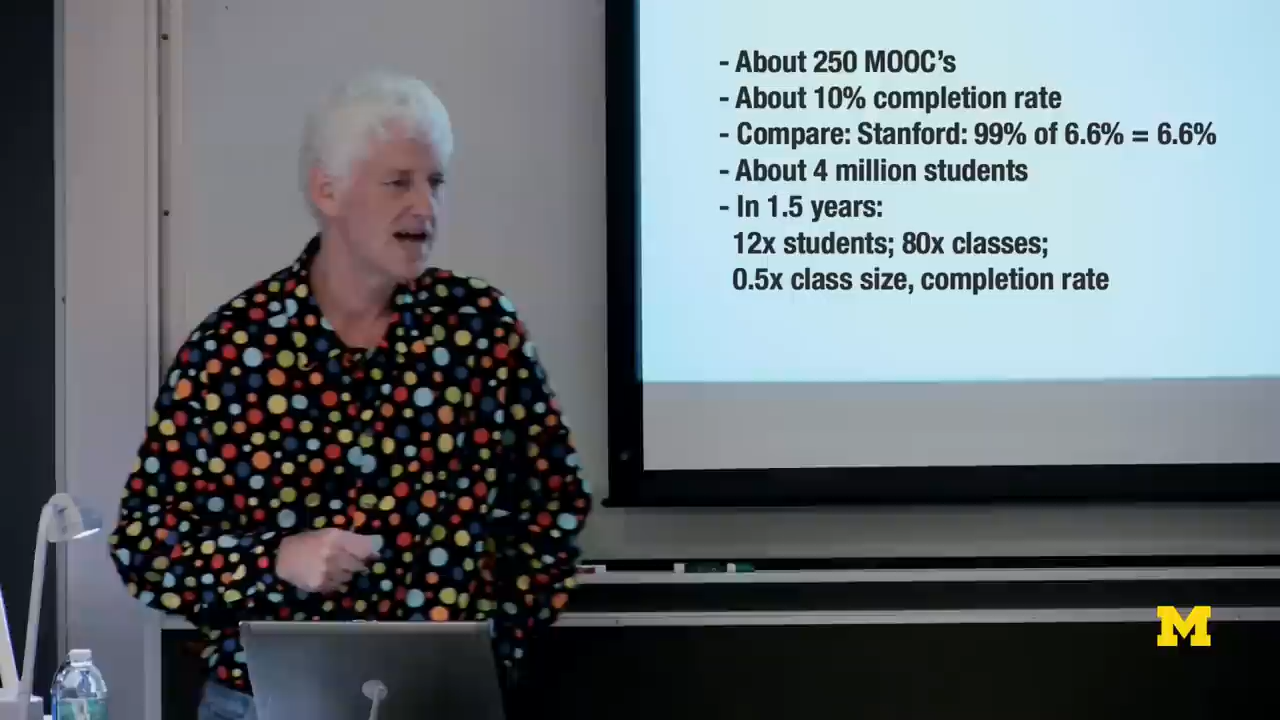 - About 250 MOOC's
- About 10% completion rate
- Compare: Stanford: 99% of 6.6% = 6.6%
- About 4 million students
- In 1.5 years:
12x students; 80x classes;
0.5x class size, completion rate
M